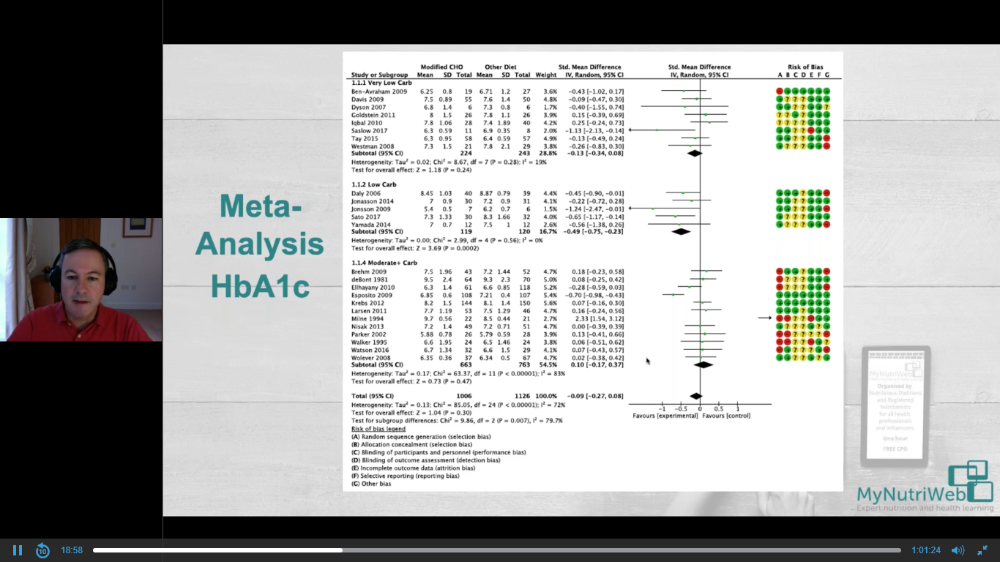 Meta-
Analysis
HbA1c
Modified CHO Other Diet Std. Mean Difference Std. Mean Difference Risk of Bias
Study or Subgroup Mean SD Total Mean SD Total Weight IV, Random, 95% CI IV, Random, 95% CI A B C D E F G
1.1.1 Very Low Carb
Ben-Avraham 2009 6.25 0.8 19 6.71 1.2 27 3.6% -0.43 [-1.02, 0.17]
Davis 2009 7.5 0.89 55 7.6 1.4 50 4.8% -0.09 [-0.47, 0.30]
Dyson 2007 6.8 1.4 6 7.3 0.8 6 1.7% -0.40 [-1.55, 0.74]
Goldstein 2011 8 1.5 26 7.8 1.1 26 3.9% 0.15 [-0.39, 0.69]
Iqbal 2010 7.8 1.06 28 7.4 1.89 40 4.2% 0.25 [-0.24, 0.73]
Saslow 2017 6.3 0.59 11 6.9 0.35 8 2.0% -1.13 [-2.13, -0.14]
Tay 2015 6.3 0.95 58 6.4 0.59 57 4.9% -0.13 [-0.49, 0.24]
Westman 2008 7.3 1.5 21 7.8 2.1 29 3.8% -0.26 [-0.83, 0.30]
Subtotal (95% CI) 224 243 28.8% -0.13 [-0.34, 0.08]
Heterogeneity: Tau² = 0.02; Chi² = 8.67, df = 7 (P = 0.28); I² = 19%
Test for overall effect: Z = 1.18 (P = 0.24)
1.1.2 Low Carb
Daly 2006 8.45 1.03 40 8.87 0.79 39 4.4% -0.45 [-0.90, -0.01]
Jonasson 2014 7 0.9 30 7.2 0.9 31 4.1% -0.22 [-0.72, 0.28]
Jonsson 2009 5.4 0.5 7 6.2 0.7 6 1.5% -1.24 [-2.47, -0.01]
Sato 2017 7.3 1.33 30 8.3 1.66 32 4.0% -0.65 [-1.17, -0.14]
Yamada 2014 7 0.7 12 7.5 1 12 2.6% -0.56 [-1.38, 0.26]
Subtotal (95% CI) 119 120 16.7% -0.49 [-0.75, -0.23]
Heterogeneity: Tau² = 0.00; Chi² = 2.99, df = 4 (P = 0.56); I² = 0%
Test for overall effect: Z = 3.69 (P = 0.0002)
1.1.4 Moderate+ Carb
Brehm 2009 7.5 1.96 43 7.2 1.44 52 4.7% 0.18 [-0.23, 0.58]
deBont 1981 9.5 2.4 64 9.3 2.3 70 5.1% 0.08 [-0.25, 0.42]
Ellhayany 2010 6.3 1.4 61 6.6 0.85 118 5.1% -0.28 [-0.59, 0.03]
Esposito 2009 6.85 0.6 108 7.21 0.4 107 5.2% -0.70 [-0.98, -0.43]
Krebs 2012 8.2 1.5 144 8.1 1.4 150 5.4% 0.07 [-0.16, 0.30]
Larsen 2011 7.7 1.19 53 7.5 1.29 46 4.8% 0.16 [-0.24, 0.56]
Milne 1994 9.7 0.56 22 8.5 0.44 21 2.7% 2.33 [1.54, 3.12]
Nisak 2013 7.2 1.4 49 7.2 0.71 51 4.8% 0.00 [-0.39, 0.39]
Parker 2002 5.88 0.78 26 5.79 0.59 28 3.9% 0.13 [-0.41, 0.66]
Walker 1995 6.6 1.95 24 6.5 1.46 24 3.8% 0.06 [-0.51, 0.62]
Watson 2016 6.7 1.34 32 6.6 1.5 29 4.1% 0.07 [-0.43, 0.57]
Wolever 2008 6.35 0.36 37 6.34 0.5 67 4.8% 0.02 [-0.38, 0.42]
Subtotal (95% CI) 663 763 54.5% 0.10 [-0.17, 0.37]
Heterogeneity: Tau² = 0.17; Chi² = 63.37, df = 11 (P < 0.00001); I² = 83%
Test for overall effect: Z = 0.73 (P = 0.47)
Total (95% CI) 1006 1126 100.0% -0.09 [-0.27, 0.08]
Heterogeneity: Tau² = 0.13; Chi² = 85.05, df = 24 (P < 0.00001); I² = 72%
Test for overall effect: Z = 1.04 (P = 0.30)
Test for subgroup differences: Chi² = 9.86, df = 2 (P = 0.007), I² = 79.7%
-1 -0.5 0 0.5 1
Favours [experimental] Favours [control]
Risk of bias legend
(A) Random sequence generation (selection bias)
(B) Allocation concealment (selection bias)
(C) Blinding of participants and personnel (performance bias)
(D) Blinding of outcome assessment (detection bias)
(E) Incomplete outcome data (attrition bias)
(F) Selective reporting (reporting bias)
(G) Other bias
MyNutriWeb
Organised by
Nutrilicious Dietitians
and Registered
Nutritionists
for all health
professionals
and influencers.
One hour
FREE CPD
MyNutriWeb
Expert nutrition and health learning
10 18:58 1:01:24